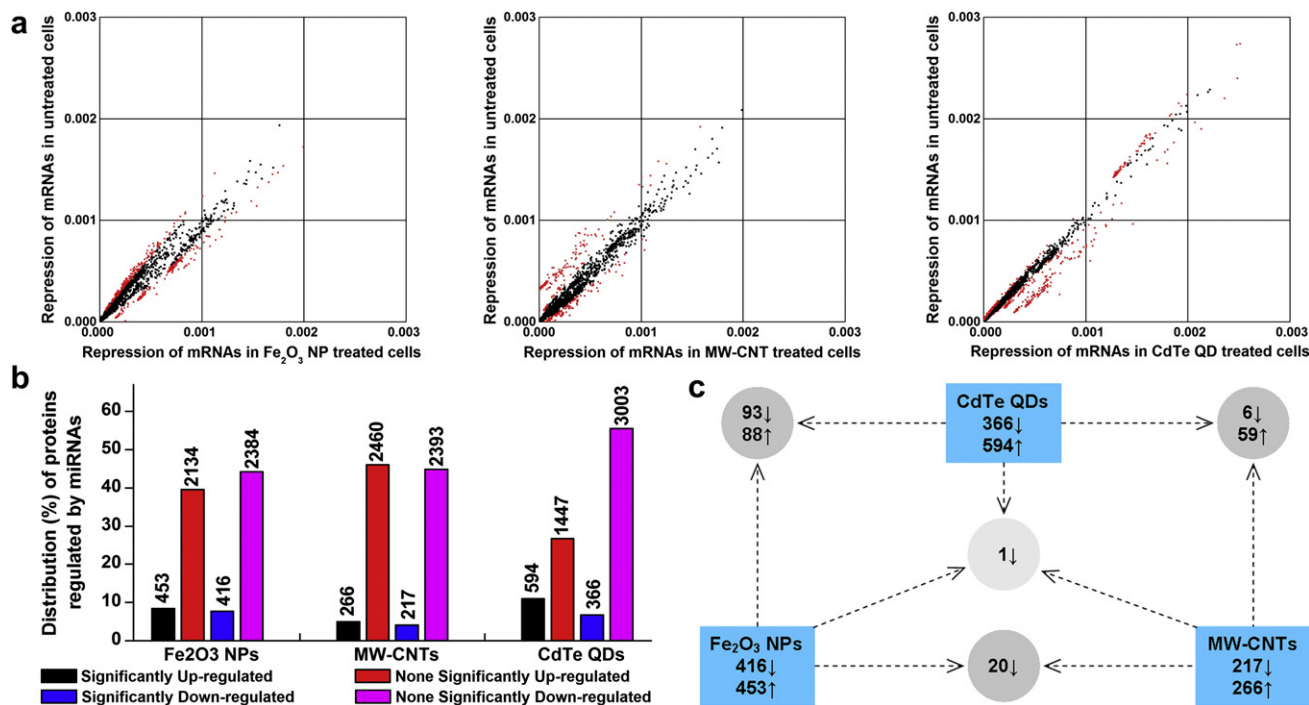 a
Repression of mRNAs in untreated cells
0.003
0.002
0.001
0.000
0.000 0.001 0.002 0.003
Repression of mRNAs in Fe₂O₃ NP treated cells
Repression of mRNAs in untreated cells
0.003
0.002
0.001
0.000
0.000 0.001 0.002 0.003
Repression of mRNAs in MW-CNT treated cells
Repression of mRNAs in untreated cells
0.003
0.002
0.001
0.000
0.000 0.001 0.002 0.003
Repression of mRNAs in CdTe QD treated cells
b
Distribution (%) of proteins
regulated by miRNAs
60
50
40
30
20
10
0
453 2134 416 2384
266 2460 217 2393
594 1447 366 3003
Fe2O3 NPs MW-CNTs CdTe QDs
Significantly Up-regulated None Significantly Up-regulated
Significantly Down-regulated None Significantly Down-regulated
c
93↓
88↑
CdTe QDs
366↓
594↑
6↓
59↑
1↓
Fe₂O₃ NPs
416↓
453↑
20↓
MW-CNTs
217↓
266↑